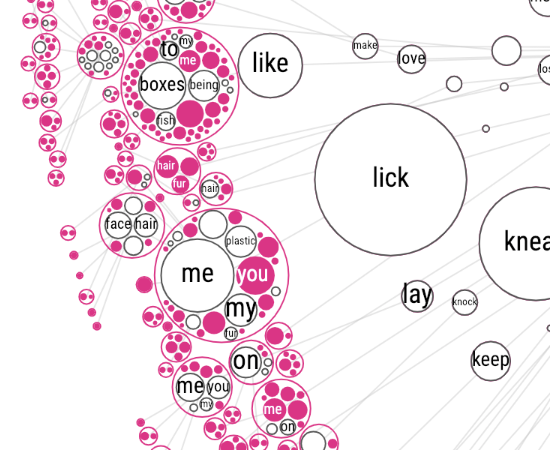 to
my
me
boxes
being
fish
like
make
love
los
lick
hair
fur
hair
face
hair
knea
plastic
me
you
my
fur
lay
knock
keep
on
me
you
my
me
on